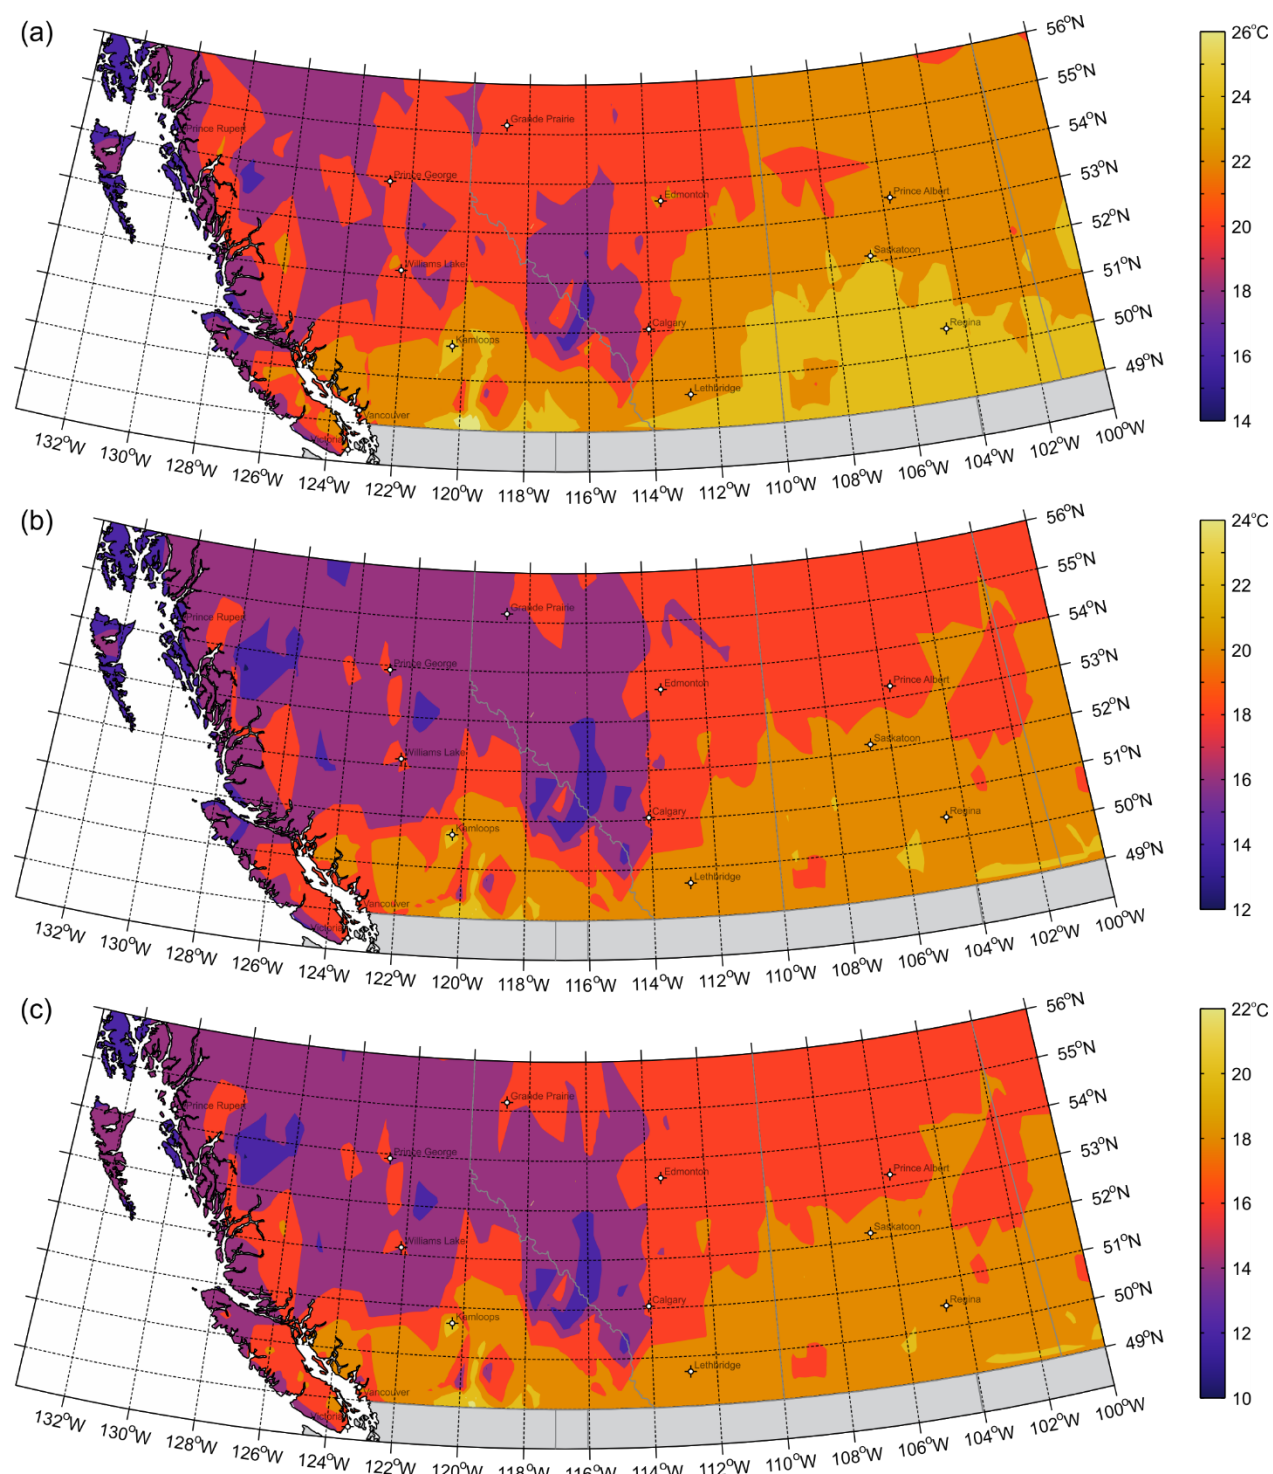 (a)
56°N
55°N
54°N
53°N
52°N
51°N
50°N
49°N
26°C
24
22
20
18
16
14
Prince Rupert
Grande Prairie
Prince George
Edmonton
Prince Albert
Williams Lake
Saskatoon
Kamloops
Calgary
Regina
Lethbridge
Vancouver
Victoria
132°W 130°W 128°W 126°W 124°W 122°W 120°W 118°W 116°W 114°W 112°W 110°W 108°W 106°W 104°W 102°W 100°W
(b)
56°N
55°N
54°N
53°N
52°N
51°N
50°N
49°N
24°C
22
20
18
16
14
12
Prince Rupert
Grande Prairie
Prince George
Edmonton
Prince Albert
Williams Lake
Saskatoon
Kamloops
Calgary
Regina
Lethbridge
Vancouver
Victoria
132°W 130°W 128°W 126°W 124°W 122°W 120°W 118°W 116°W 114°W 112°W 110°W 108°W 106°W 104°W 102°W 100°W
(c)
56°N
55°N
54°N
53°N
52°N
51°N
50°N
49°N
22°C
20
18
16
14
12
10
Prince Rupert
Grande Prairie
Prince George
Edmonton
Prince Albert
Williams Lake
Saskatoon
Kamloops
Calgary
Regina
Lethbridge
Vancouver
Victoria
132°W 130°W 128°W 126°W 124°W 122°W 120°W 118°W 116°W 114°W 112°W 110°W 108°W 106°W 104°W 102°W 100°W